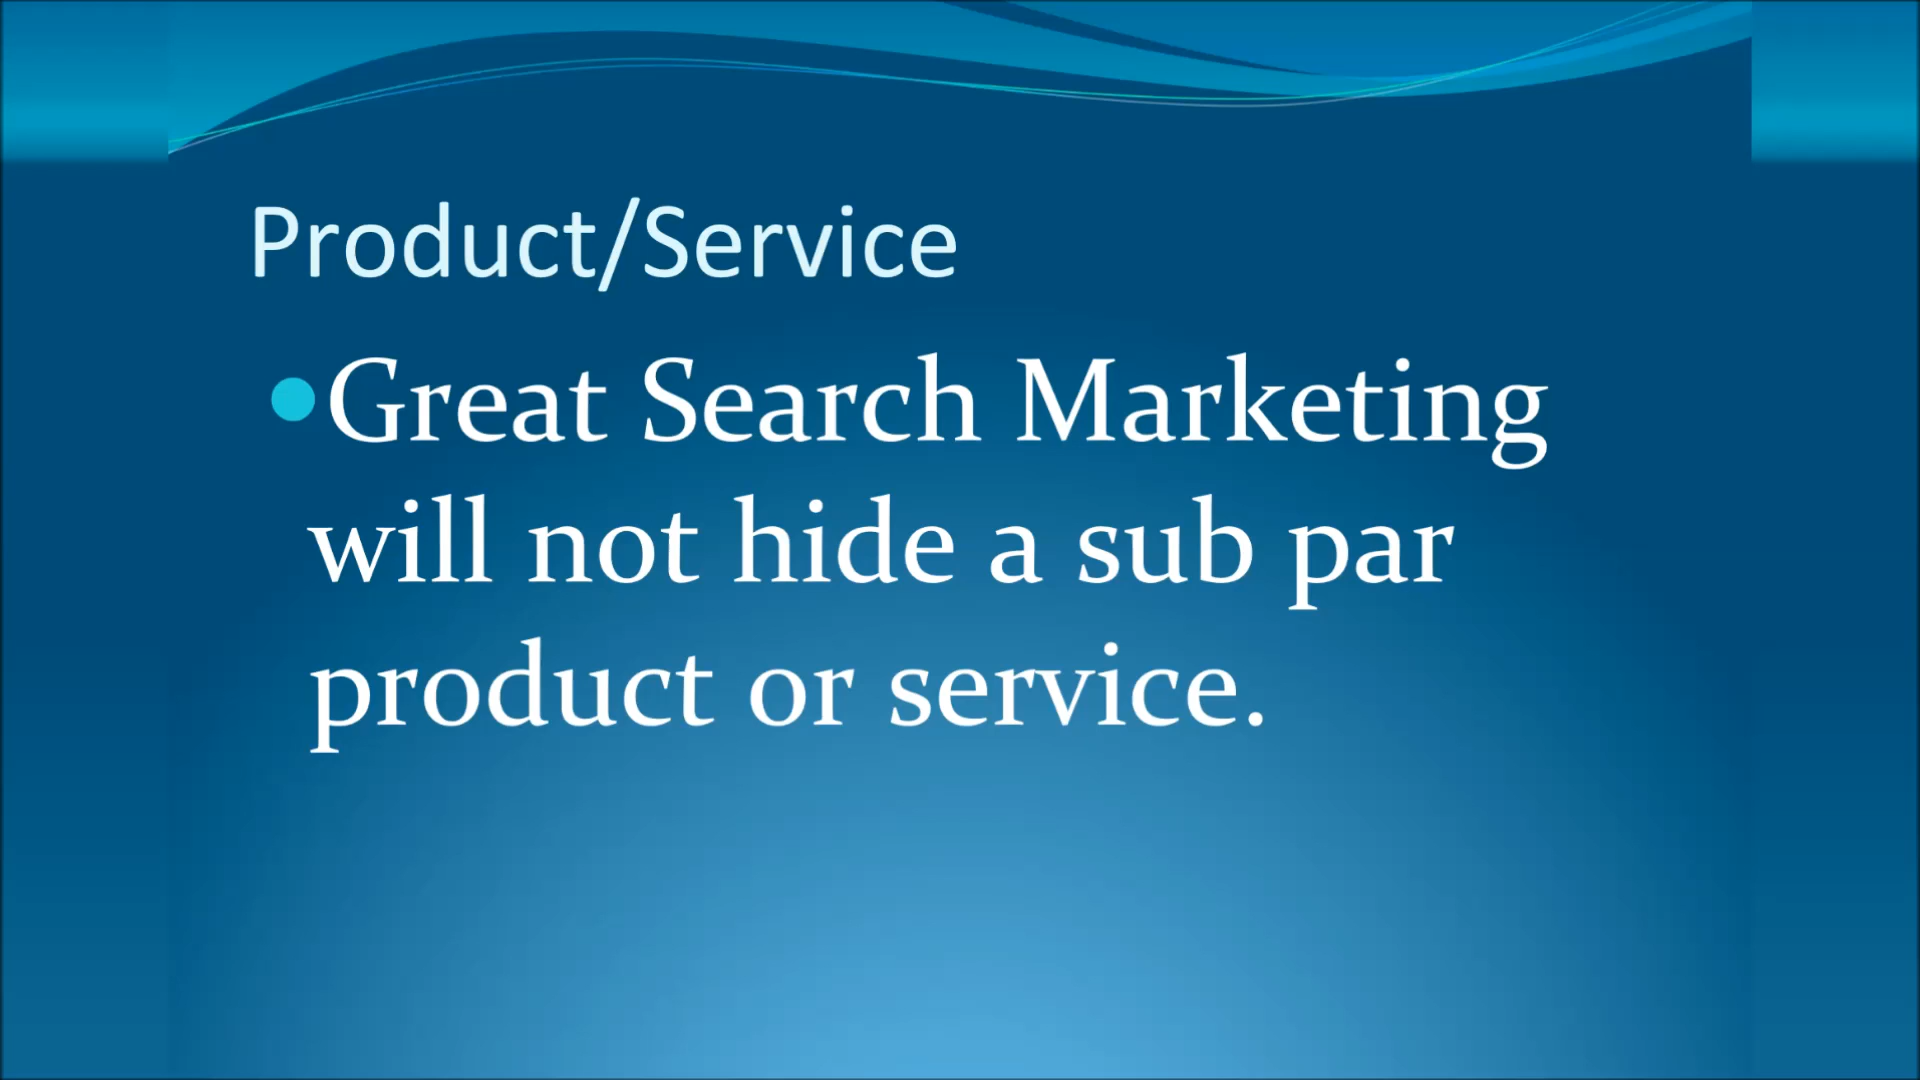 Product/Service
•Great Search Marketing
will not hide a sub par
product or service.